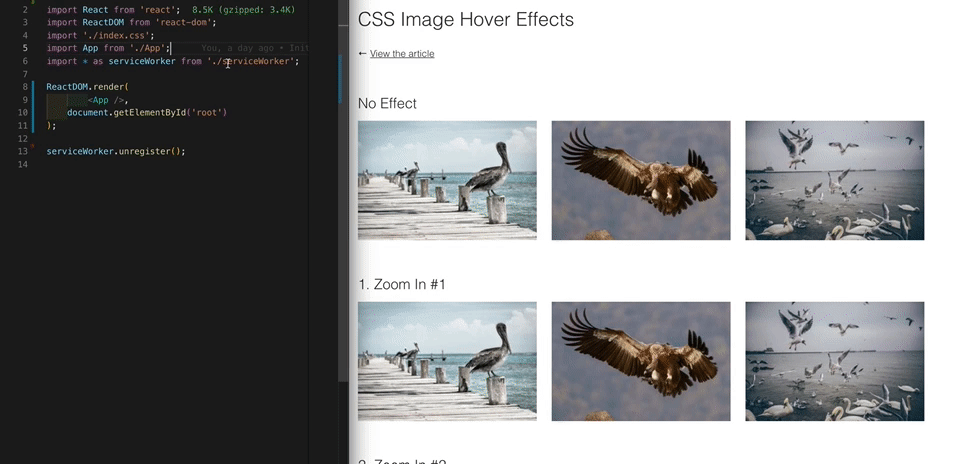 2 import React from 'react'; 8.5K (gzipped: 3.4K)
3 import ReactDOM from 'react-dom';
4 import './index.css';
5 import App from './App'; You, a day ago • Init
6 import * as serviceWorker from './serviceWorker';
7
8 ReactDOM.render(
9 <App />,
10 document.getElementById('root')
11 );
12
13 serviceWorker.unregister();
14
CSS Image Hover Effects
← View the article
No Effect
1. Zoom In #1
2. Zoom In #2